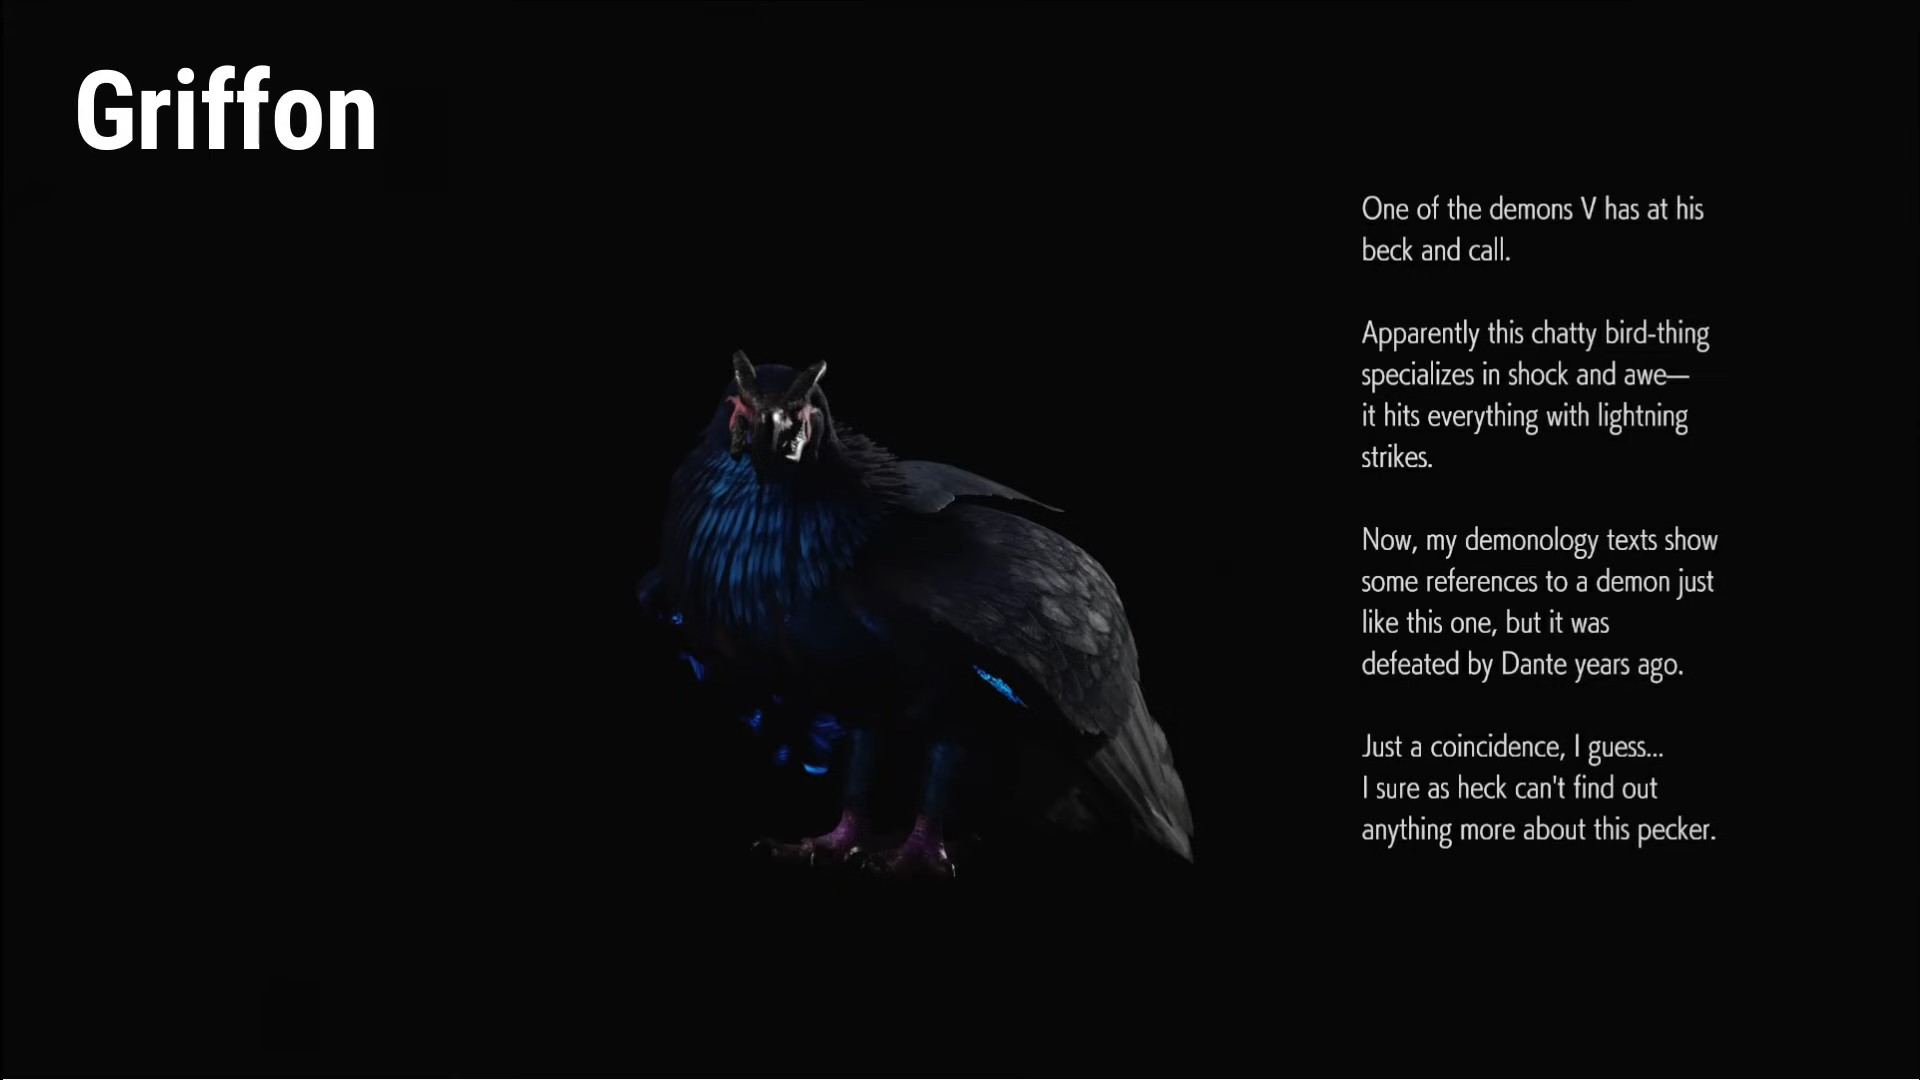 Griffon
One of the demons V has at his
beck and call.
Apparently this chatty bird-thing
specializes in shock and awe—
it hits everything with lightning
strikes.
Now, my demonology texts show
some references to a demon just
like this one, but it was
defeated by Dante years ago.
Just a coincidence, I guess...
I sure as heck can't find out
anything more about this pecker.